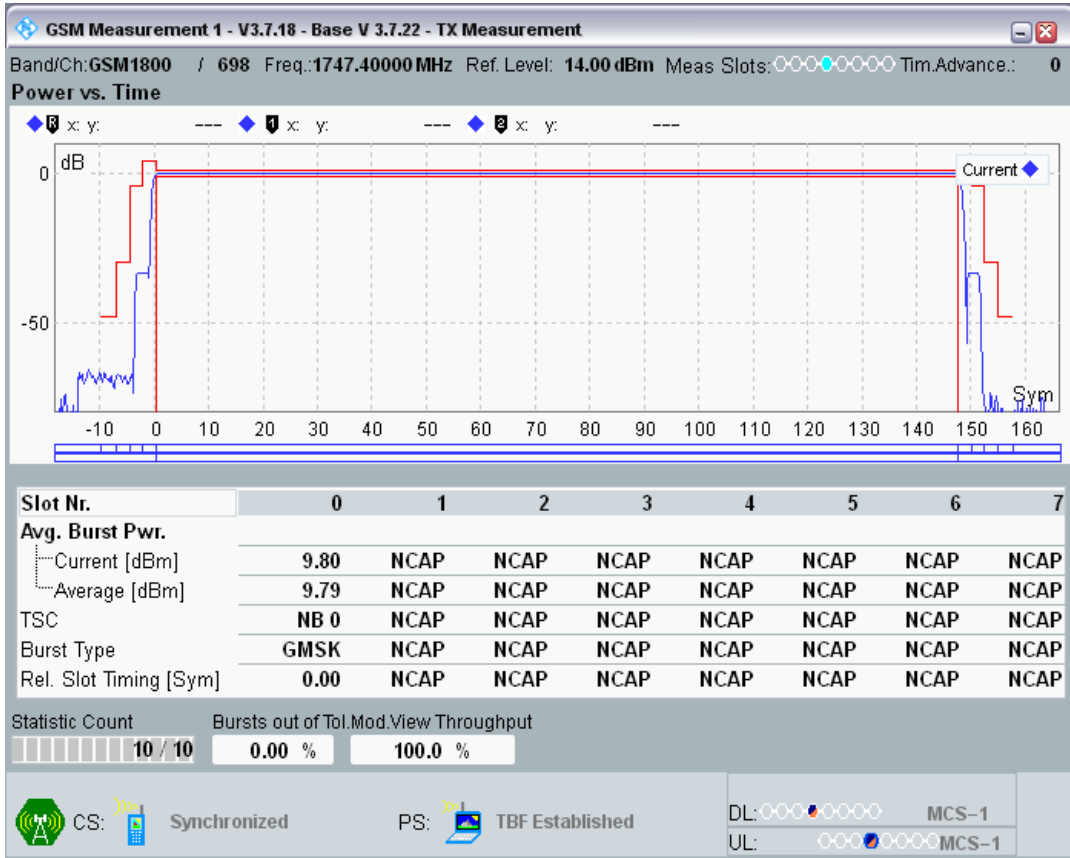 GSM Measurement 1 - V3.7.18 - Base V 3.7.22 - TX Measurement
Band/Ch:GSM1800 / 698 Freq.:1747.40000 MHz Ref. Level: 14.00 dBm Meas Slots: Tim.Advance.: 0
Power vs. Time
R x: y: --- 1 x: y: --- 2 x: y: ---
dB
Current
0
-50
Sym
-10 0 10 20 30 40 50 60 70 80 90 100 110 120 130 140 150 160
Slot Nr. 0 1 2 3 4 5 6 7
Avg. Burst Pwr.
Current [dBm] 9.80 NCAP NCAP NCAP NCAP NCAP NCAP NCAP
Average [dBm] 9.79 NCAP NCAP NCAP NCAP NCAP NCAP NCAP
TSC NB 0 NCAP NCAP NCAP NCAP NCAP NCAP NCAP
Burst Type GMSK NCAP NCAP NCAP NCAP NCAP NCAP NCAP
Rel. Slot Timing [Sym] 0.00 NCAP NCAP NCAP NCAP NCAP NCAP NCAP
Statistic Count Bursts out of Tol.Mod.View Throughput
10 / 10 0.00 % 100.0 %
CS: Synchronized PS: TBF Established
DL: MCS-1
UL: MCS-1